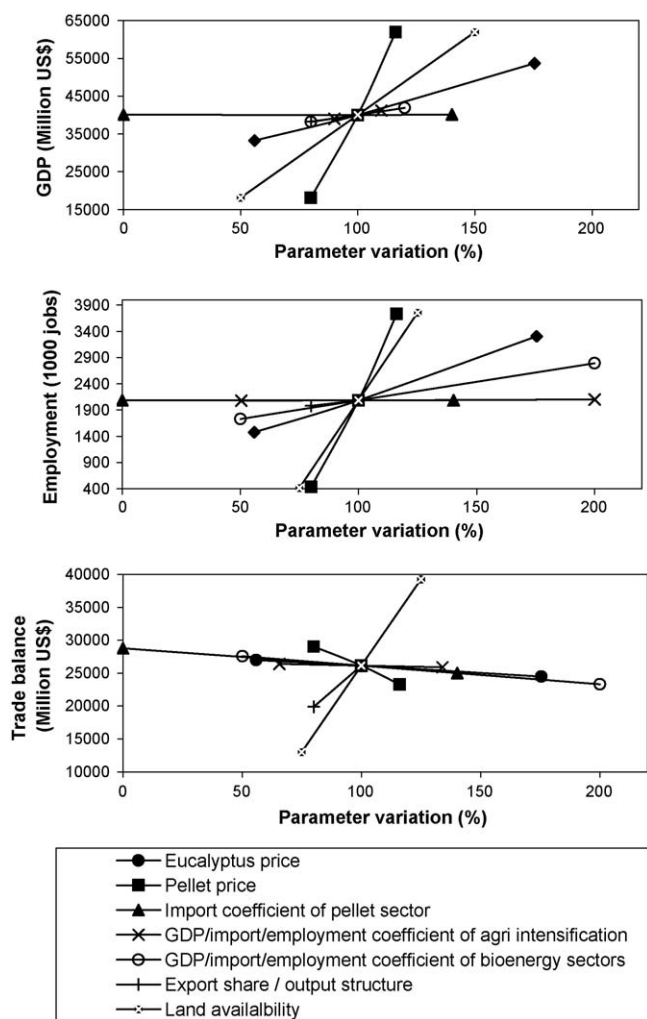 65000
55000
45000
35000
25000
15000
GDP (Million US$)
0 50 100 150 200
Parameter variation (%)
3900
3400
2900
2400
1900
1400
900
400
Employment (1000 jobs)
0 50 100 150 200
Parameter variation (%)
40000
35000
30000
25000
20000
15000
10000
Trade balance
(Million US$)
0 50 100 150 200
Parameter variation (%)
Eucalyptus price
Pellet price
Import coefficient of pellet sector
GDP/import/employment coefficient of agri intensification
GDP/import/employment coefficient of bioenergy sectors
Export share / output structure
Land availalbility